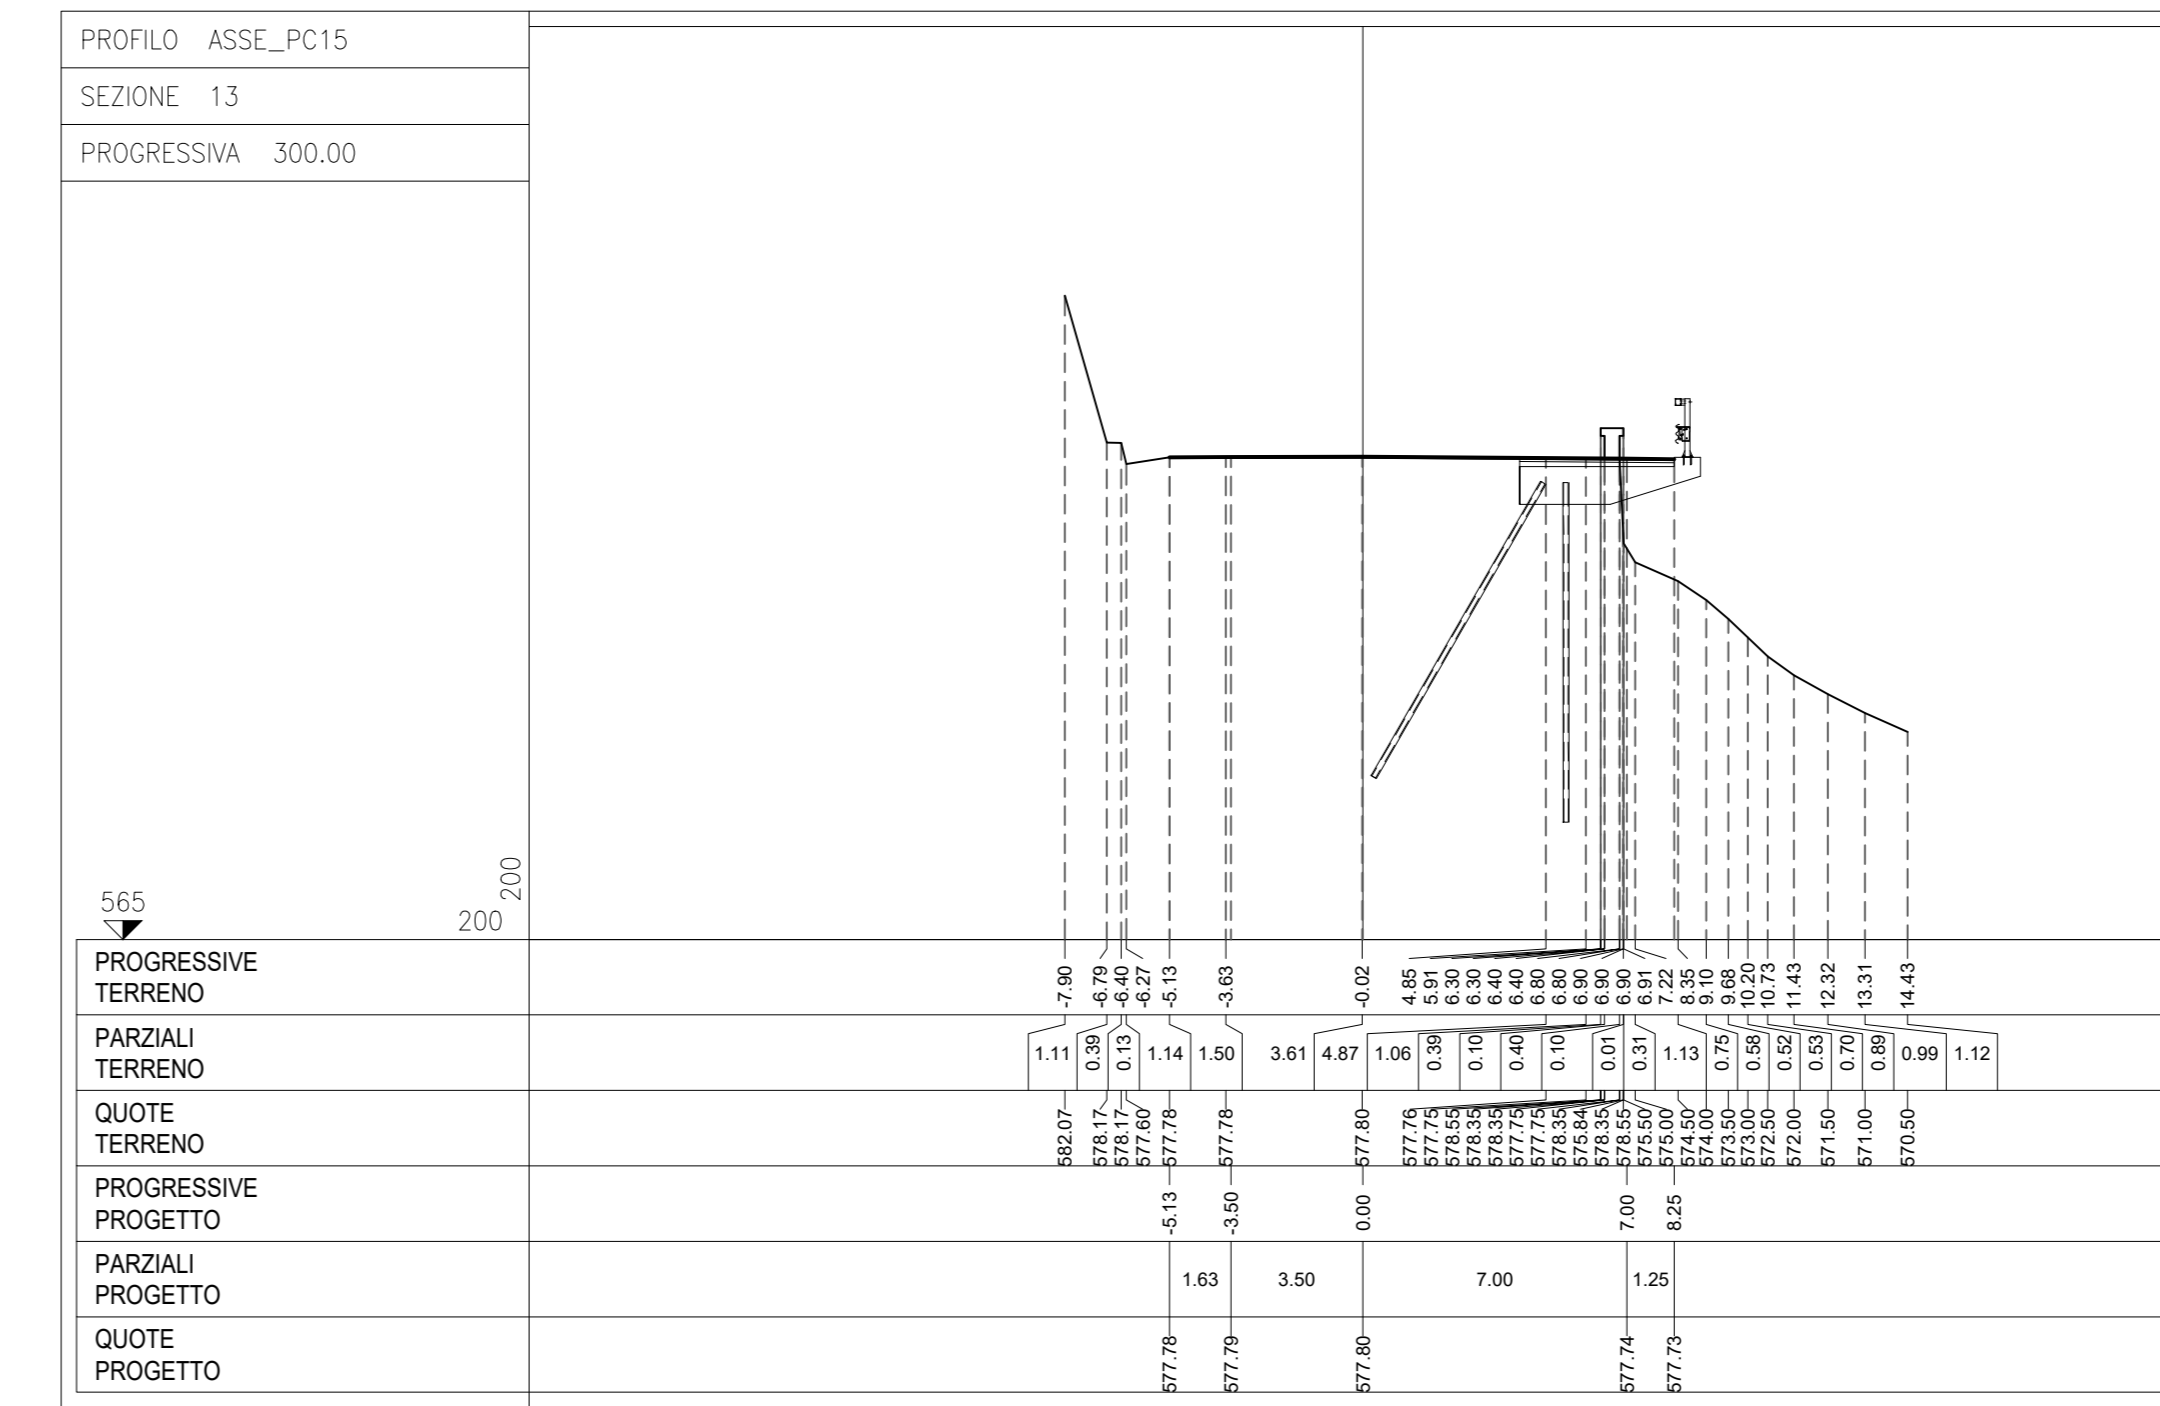 PROFILO ASSE_PC15
SEZIONE 13
PROGRESSIVA 300.00
200
565
200
PROGRESSIVE
TERRENO
-7.90 -6.79 -6.40 -6.27 -5.13 -3.63 -0.02 4.85 5.91 6.30 6.30 6.40 6.40 6.80 6.80 6.90 6.90 6.90 6.91 7.22 8.35 9.10 9.68 10.20 10.73 11.43 12.32 13.31 14.43
PARZIALI
TERRENO
1.11 0.39 0.13 1.14 1.50 3.61 4.87 1.06 0.39 0.10 0.40 0.10 0.01 0.31 1.13 0.75 0.58 0.52 0.53 0.70 0.89 0.99 1.12
QUOTE
TERRENO
582.07 578.17 578.17 577.60 577.78 577.78 577.80 577.76 577.75 578.55 578.35 578.35 577.75 577.75 578.35 575.84 578.35 578.55 575.50 575.00 574.50 574.00 573.50 573.00 572.50 572.00 571.50 571.00 570.50
PROGRESSIVE
PROGETTO
-5.13 -3.50 0.00 7.00 8.25
PARZIALI
PROGETTO
1.63 3.50 7.00 1.25
QUOTE
PROGETTO
577.78 577.79 577.80 577.74 577.73